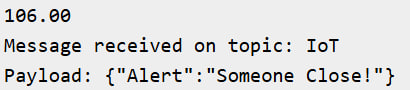 106.00
Message received on topic: IoT
Payload: {"Alert":"Someone Close!"}